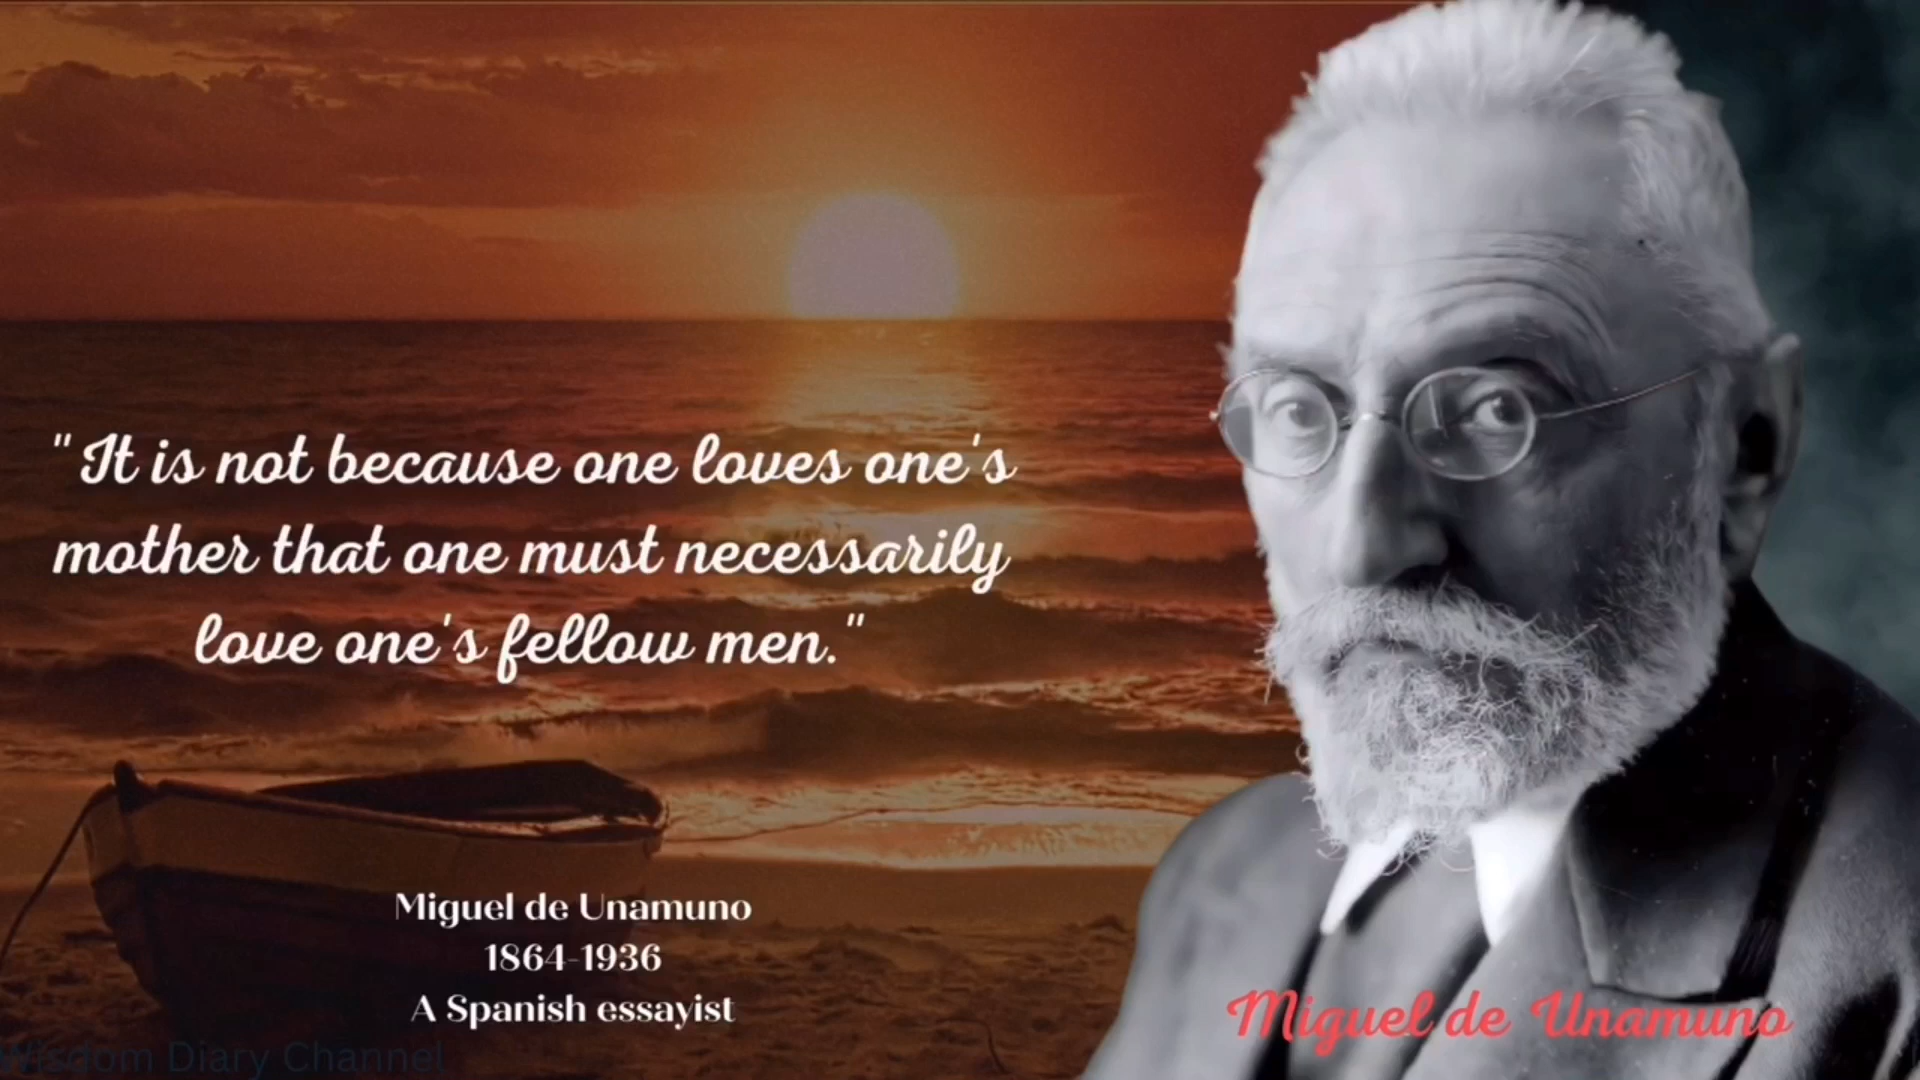 "It is not because one loves one's
mother that one must necessarily
love one's fellow men."
Miguel de Unamuno
1864-1936
A Spanish essayist
Miguel de Unamuno
Wisdom Diary Channel